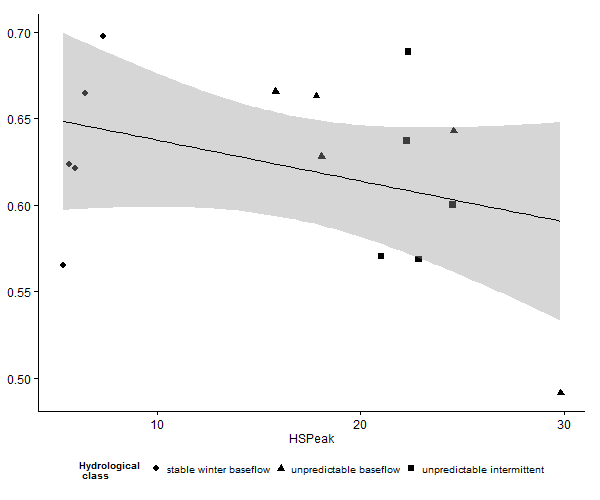 0.70
0.65
0.60
0.55
0.50
10 20 30
HSPeak
Hydrological
class
stable winter baseflow unpredictable baseflow unpredictable intermittent